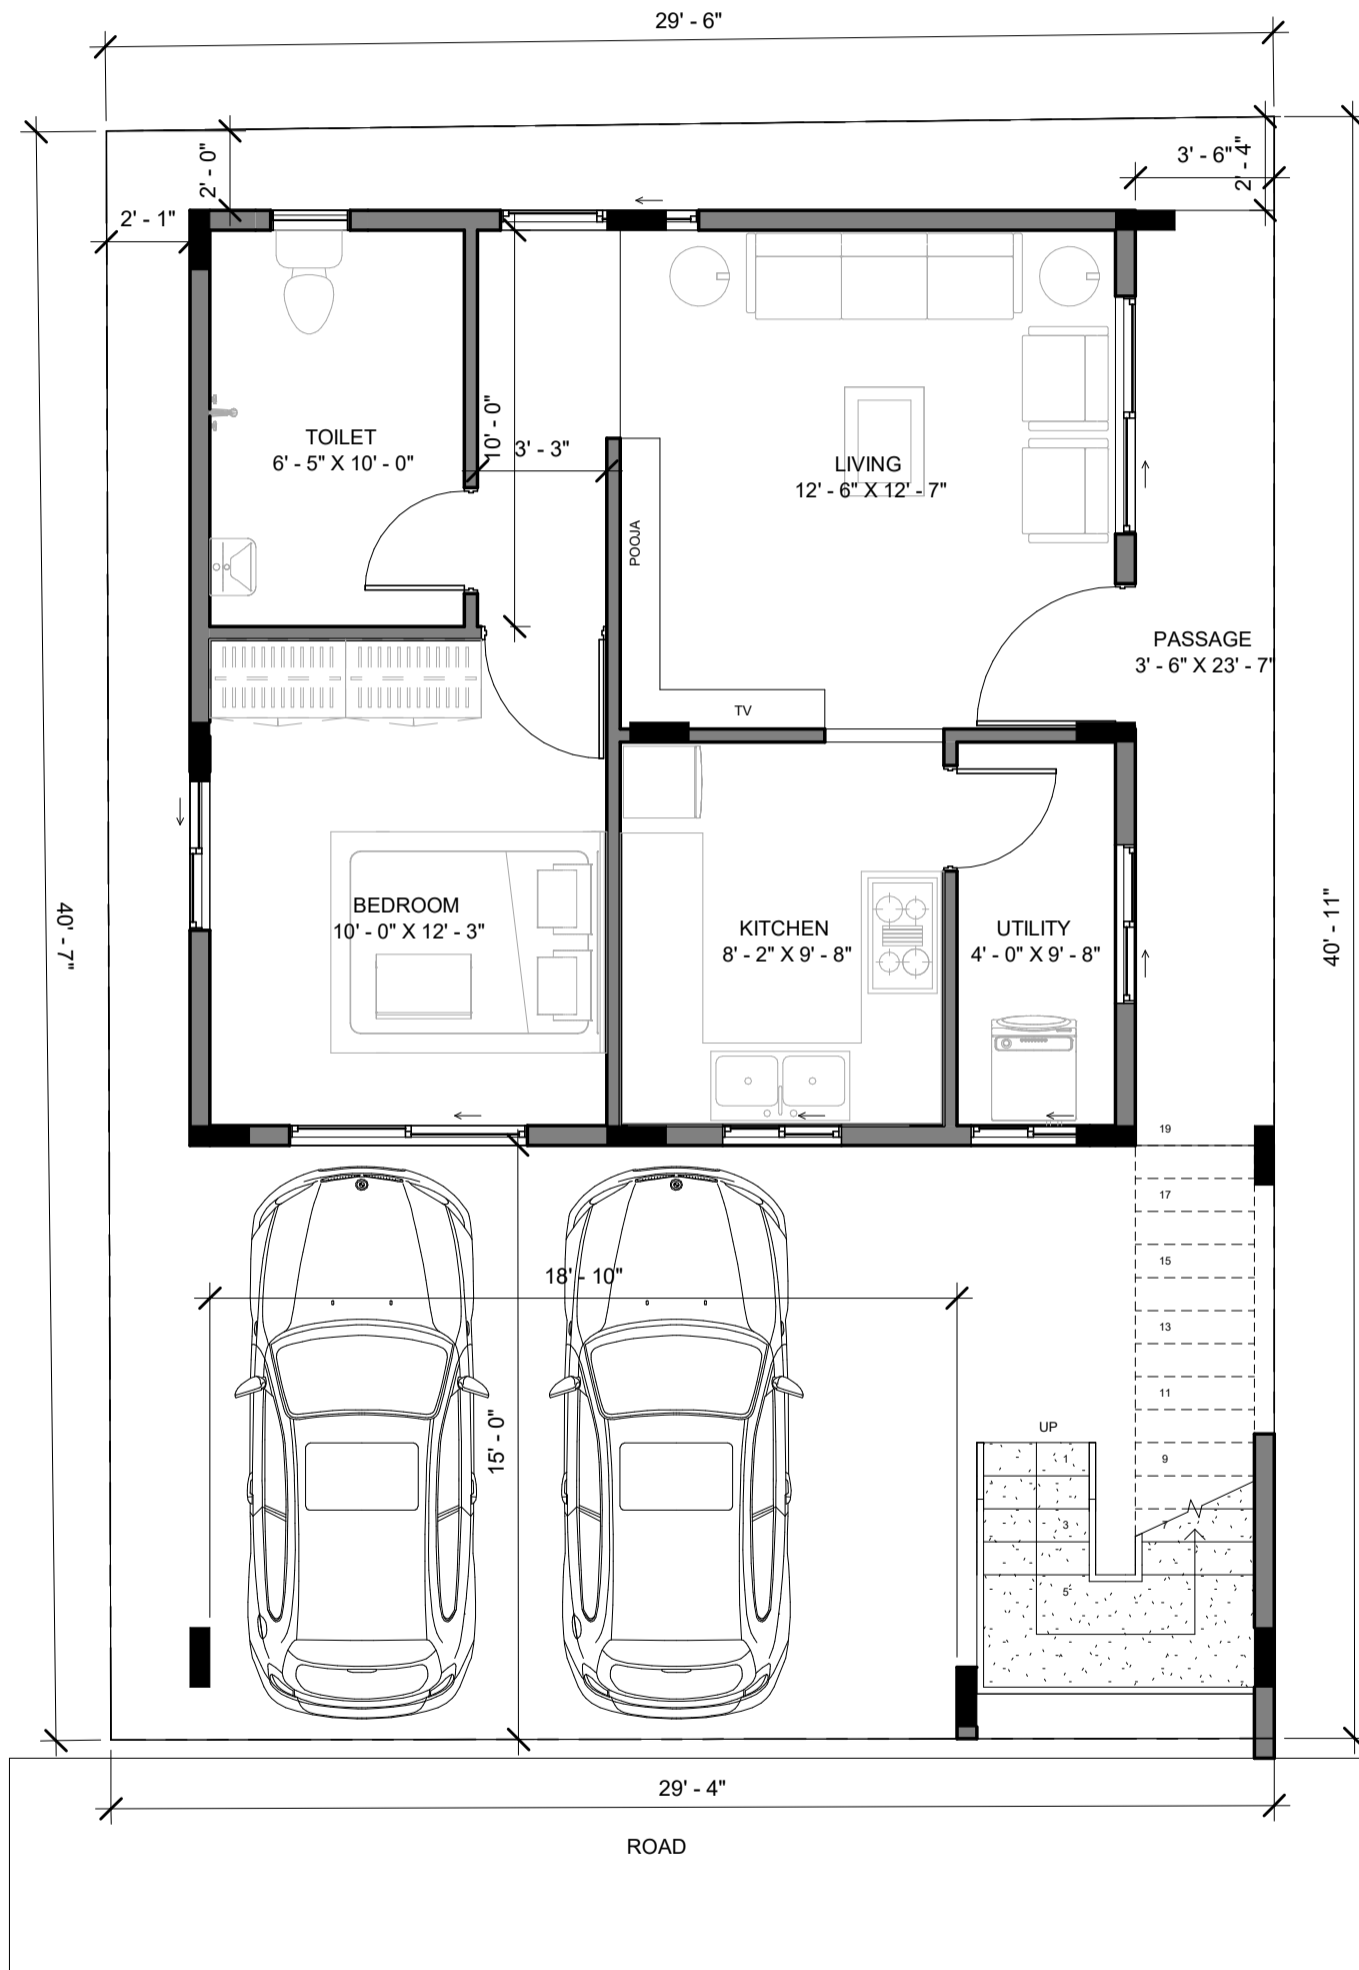 29' - 6"
2' - 0"
3' - 6"
2' - 4"
2' - 1"
10' - 0"
3' - 3"
TOILET
6' - 5" X 10' - 0"
LIVING
12' - 6" X 12' - 7"
POOJA
PASSAGE
3' - 6" X 23' - 7"
TV
BEDROOM
10' - 0" X 12' - 3"
KITCHEN
8' - 2" X 9' - 8"
UTILITY
4' - 0" X 9' - 8"
40' - 7"
40' - 11"
19
17
15
13
11
9
7
18' - 10"
15' - 0"
UP
1
3
5
29' - 4"
ROAD